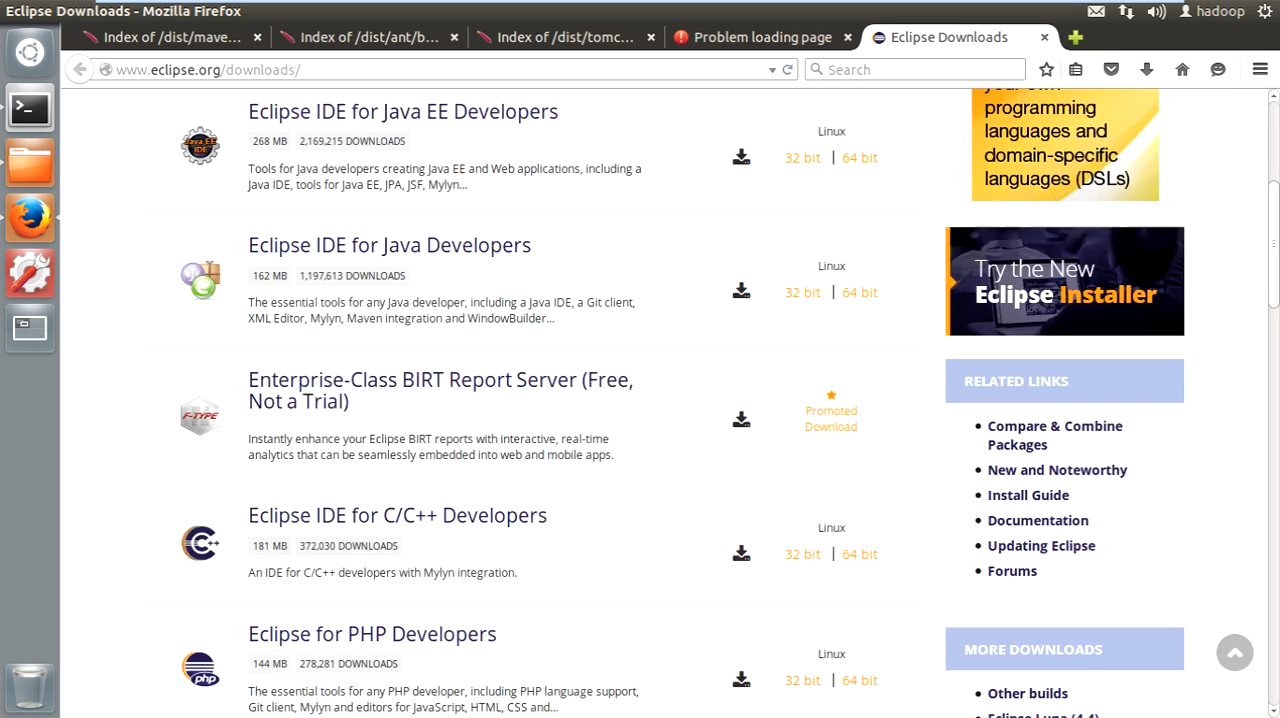 Eclipse Downloads - Mozilla Firefox
hadoop
Index of /dist/mave...
Index of /dist/ant/b...
Index of /dist/tomc...
Problem loading page
Eclipse Downloads
www.eclipse.org/downloads/
Search
Eclipse IDE for Java EE Developers
268 MB 2,169,215 DOWNLOADS
Tools for Java developers creating Java EE and Web applications, including a
Java IDE, tools for Java EE, JPA, JSF, Mylyn...
Java EE
IDE
Linux
32 bit | 64 bit
Eclipse IDE for Java Developers
162 MB 1,197,613 DOWNLOADS
The essential tools for any Java developer, including a Java IDE, a Git client,
XML Editor, Mylyn, Maven integration and WindowBuilder...
Linux
32 bit | 64 bit
Enterprise-Class BIRT Report Server (Free,
Not a Trial)
Instantly enhance your Eclipse BIRT reports with interactive, real-time
analytics that can be seamlessly embedded into web and mobile apps.
F-TYPE
Promoted
Download
Eclipse IDE for C/C++ Developers
181 MB 372,030 DOWNLOADS
An IDE for C/C++ developers with Mylyn integration.
C++
Linux
32 bit | 64 bit
Eclipse for PHP Developers
144 MB 278,281 DOWNLOADS
The essential tools for any PHP developer, including PHP language support,
Git client, Mylyn and editors for JavaScript, HTML, CSS and...
php
Linux
32 bit | 64 bit
your own
programming
languages and
domain-specific
languages (DSLs)
Try the New
Eclipse Installer
RELATED LINKS
Compare & Combine
Packages
New and Noteworthy
Install Guide
Documentation
Updating Eclipse
Forums
MORE DOWNLOADS
Other builds
Eclipse Luna (4.4)